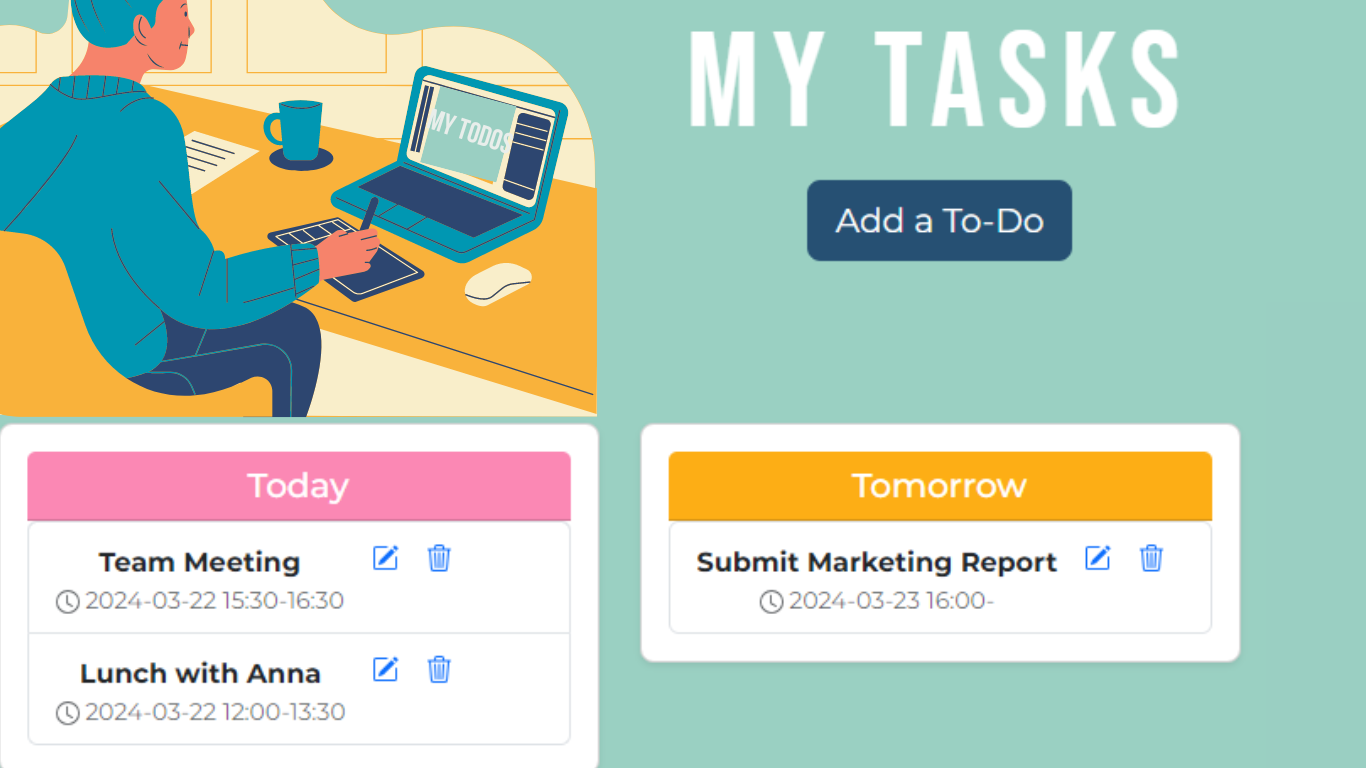 MY TODOS
MY TASKS
Add a To-Do
Today
Team Meeting
2024-03-22 15:30-16:30
Lunch with Anna
2024-03-22 12:00-13:30
Tomorrow
Submit Marketing Report
2024-03-23 16:00-